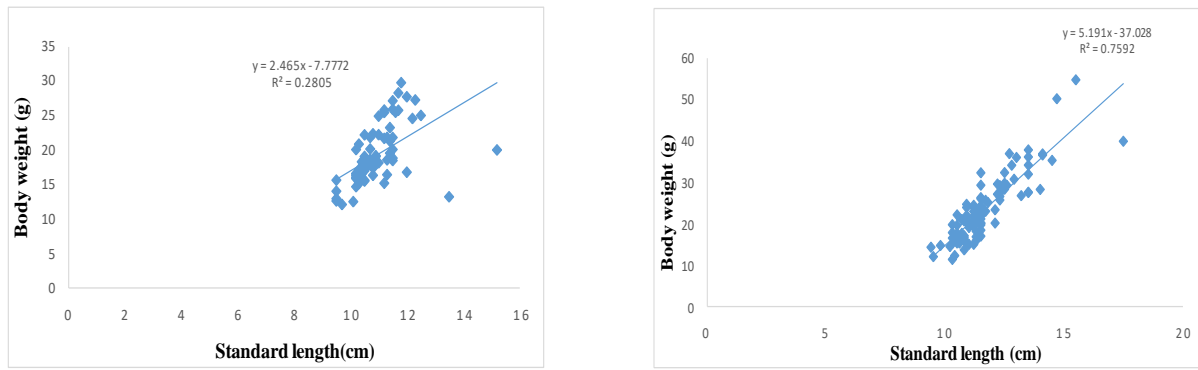 y = 2.465x - 7.7772
R² = 0.2805
Body weight (g)
35
30
25
20
15
10
5
0
0 2 4 6 8 10 12 14 16
Standard length(cm)
y = 5.191x - 37.028
R² = 0.7592
Body weight (g)
60
50
40
30
20
10
0
0 5 10 15 20
Standard length (cm)